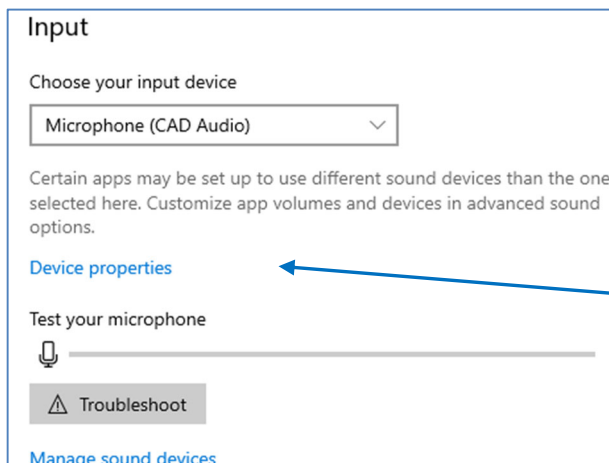 Input
Choose your input device
Microphone (CAD Audio)
Certain apps may be set up to use different sound devices than the one
selected here. Customize app volumes and devices in advanced sound
options.
Device properties
Test your microphone
Troubleshoot
Manage sound devices